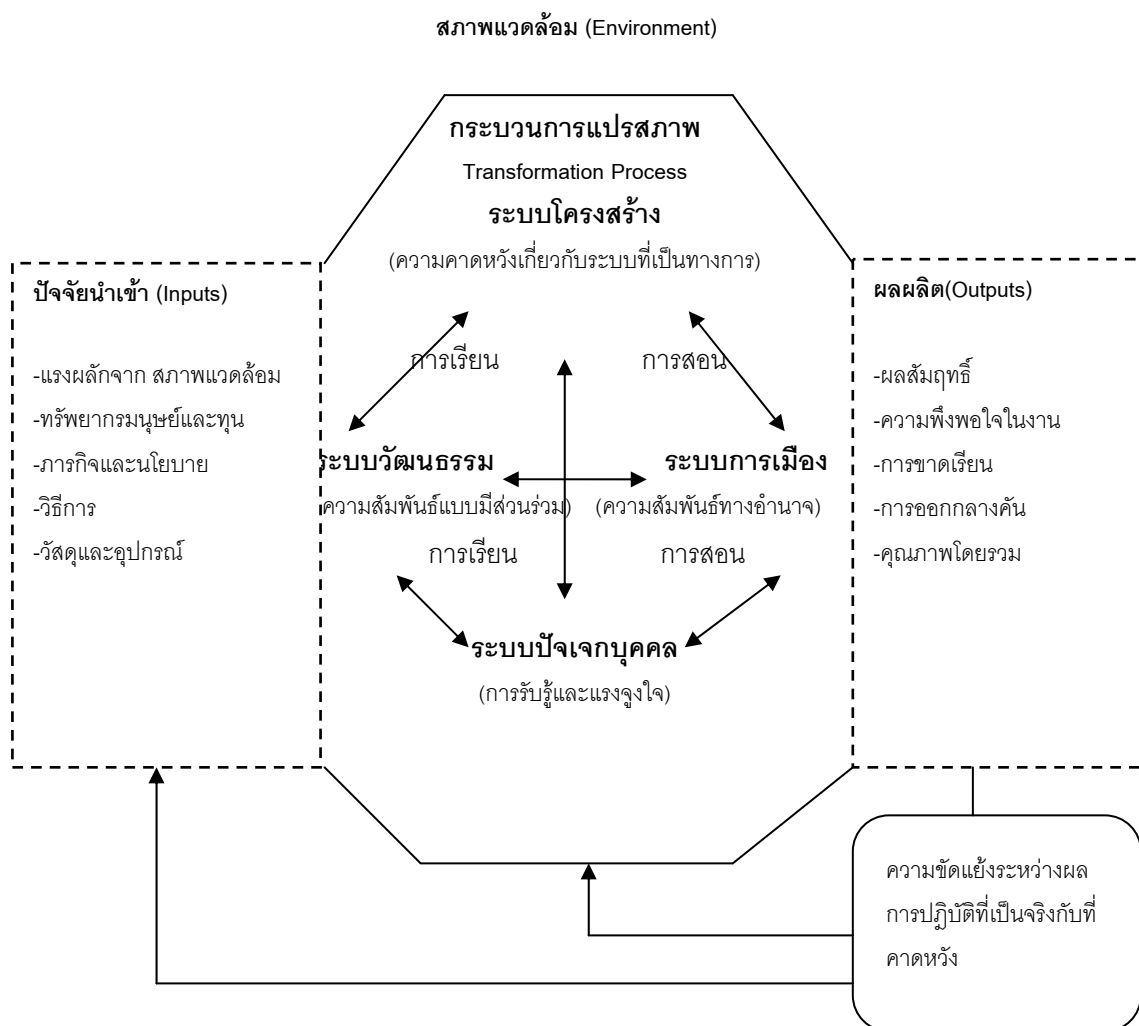 สภาพแวดล้อม (Environment)
กระบวนการแปรสภาพ
Transformation Process
ระบบโครงสร้าง
(ความคาดหวังเกี่ยวกับระบบที่เป็นทางการ)
ปัจจัยนำเข้า (Inputs)
-แรงผลักจาก สภาพแวดล้อม
-ทรัพยากรมนุษย์และทุน
-ภารกิจและนโยบาย
-วิธีการ
-วัสดุและอุปกรณ์
การเรียน
การสอน
ระบบวัฒนธรรม
(ความสัมพันธ์แบบมีส่วนร่วม)
ระบบการเมือง
(ความสัมพันธ์ทางอำนาจ)
การเรียน
การสอน
ระบบปัจเจกบุคคล
(การรับรู้และแรงจูงใจ)
ผลผลิต(Outputs)
-ผลสัมฤทธิ์
-ความพึงพอใจในงาน
-การขาดเรียน
-การออกกลางคัน
-คุณภาพโดยรวม
ความขัดแย้งระหว่างผล
การปฎิบัติที่เป็นจริงกับที่
คาดหวัง